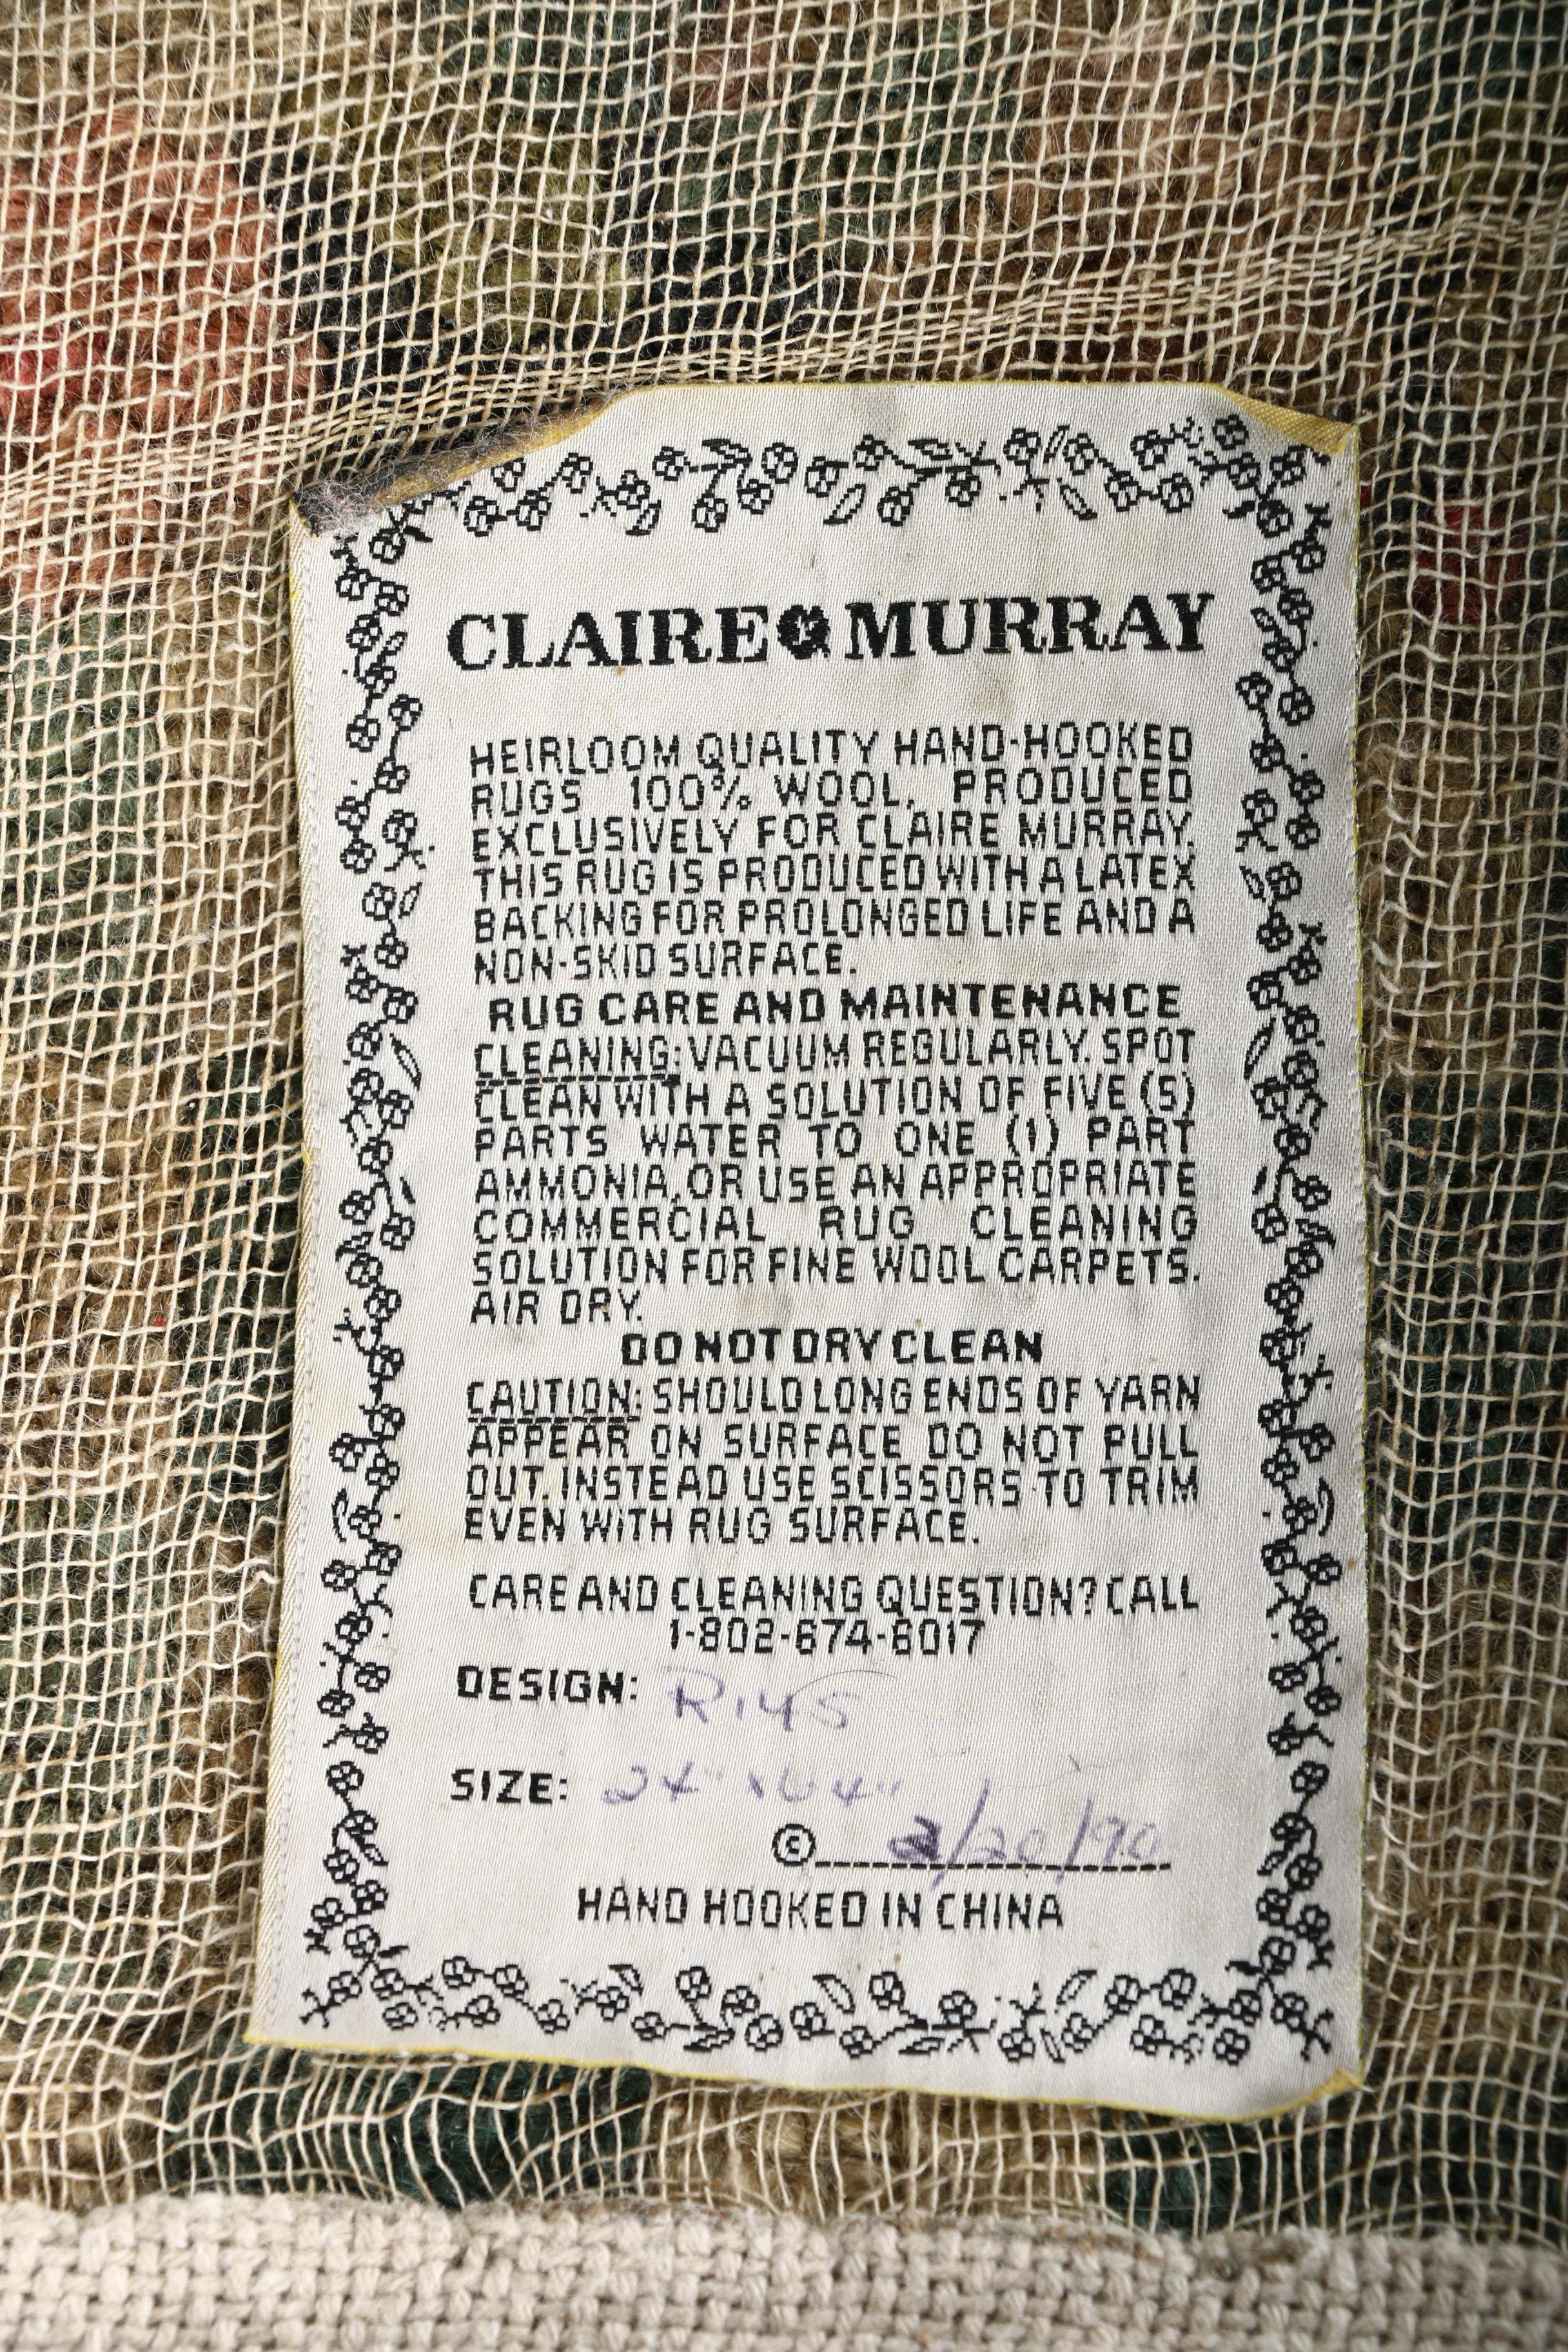 CLAIRE MURRAY
HEIRLOOM QUALITY HAND-HOOKED
RUGS 100% WOOL, PRODUCED
EXCLUSIVELY FOR CLAIRE MURRAY.
THIS RUG IS PRODUCED WITH A LATEX
BACKING FOR PROLONGED LIFE AND A
NON-SKID SURFACE.
RUG CARE AND MAINTENANCE
CLEANING: VACUUM REGULARLY. SPOT
CLEAN WITH A SOLUTION OF FIVE (5)
PARTS WATER TO ONE (1) PART
AMMONIA, OR USE AN APPROPRIATE
COMMERCIAL RUG CLEANING
SOLUTION FOR FINE WOOL CARPETS.
AIR DRY.
DO NOT DRY CLEAN
CAUTION: SHOULD LONG ENDS OF YARN
APPEAR ON SURFACE DO NOT PULL
OUT. INSTEAD USE SCISSORS TO TRIM
EVEN WITH RUG SURFACE.
CARE AND CLEANING QUESTION? CALL
1-802-674-6017
DESIGN: R145
SIZE:
© 2/20/90
HAND HOOKED IN CHINA